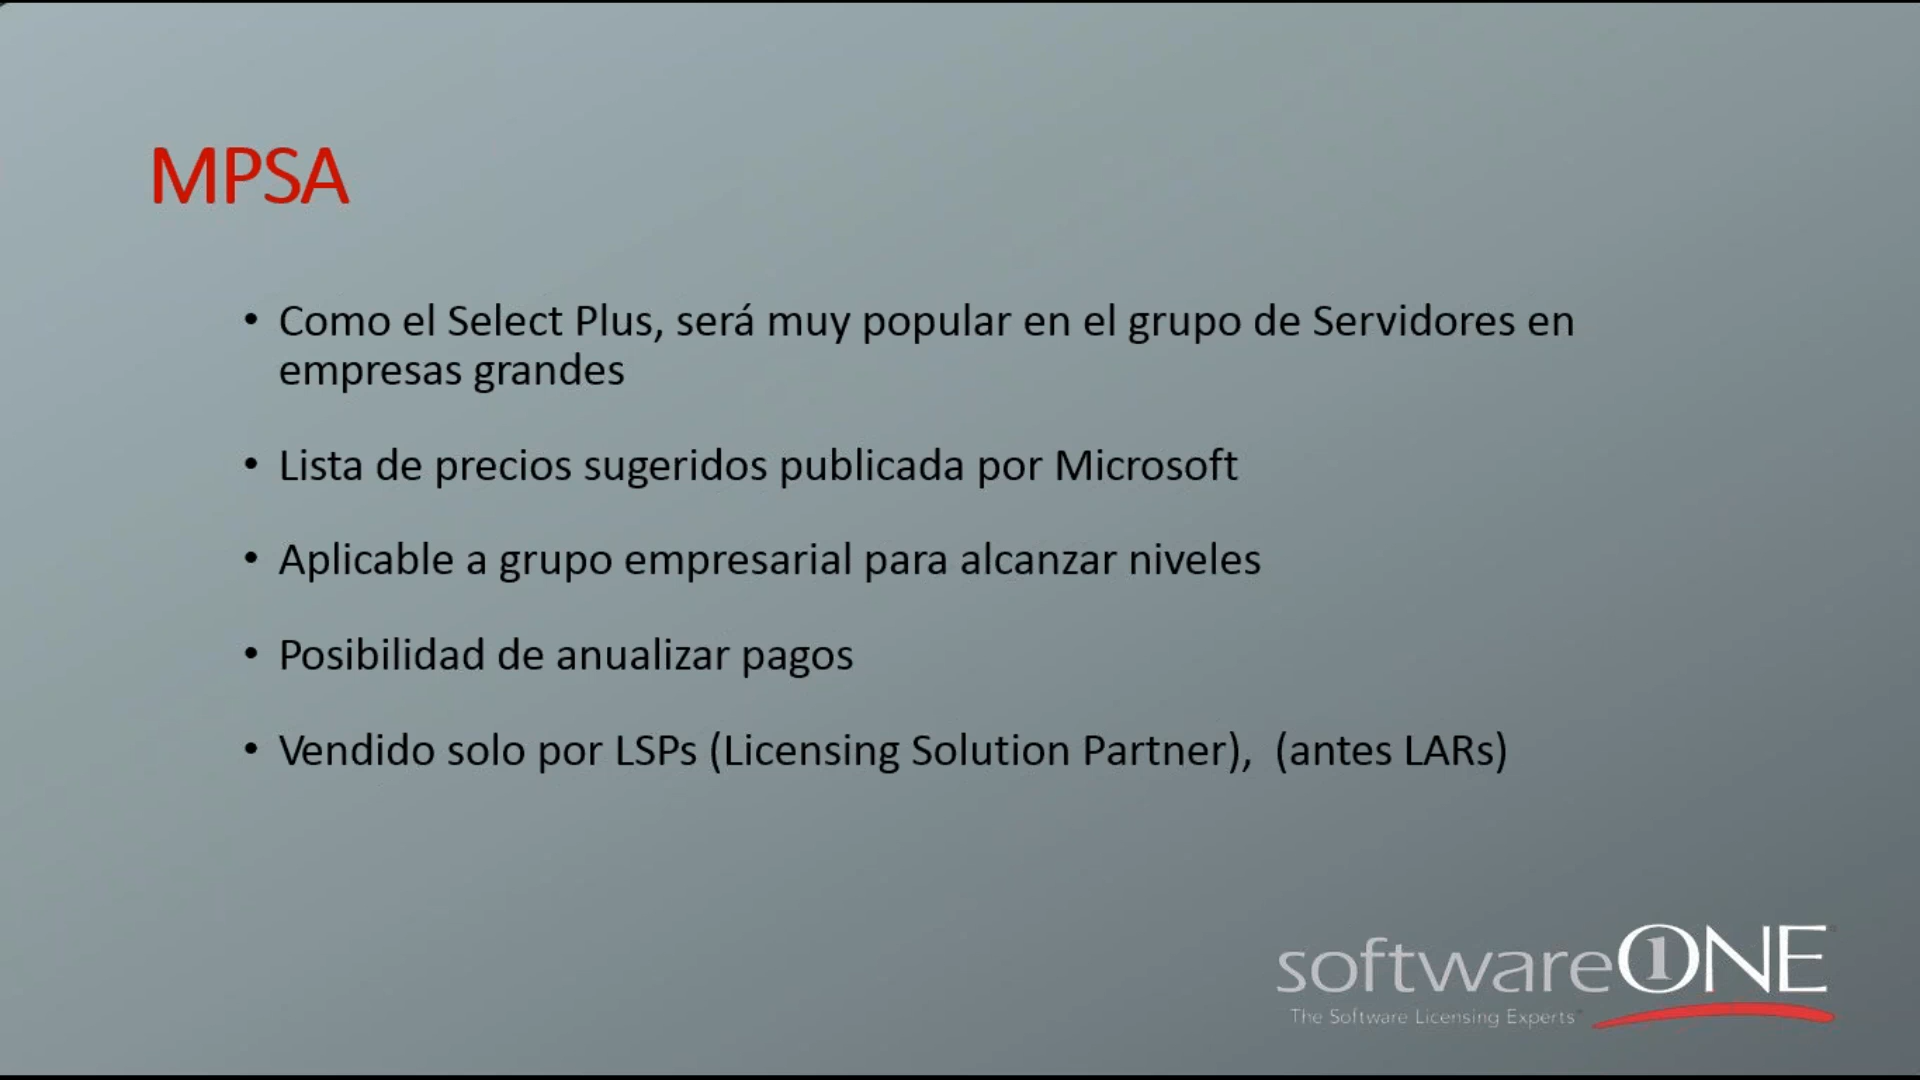 MPSA
• Como el Select Plus, será muy popular en el grupo de Servidores en
empresas grandes
• Lista de precios sugeridos publicada por Microsoft
• Aplicable a grupo empresarial para alcanzar niveles
• Posibilidad de anualizar pagos
• Vendido solo por LSPs (Licensing Solution Partner),  (antes LARs)
software1ONE
The Software Licensing Experts